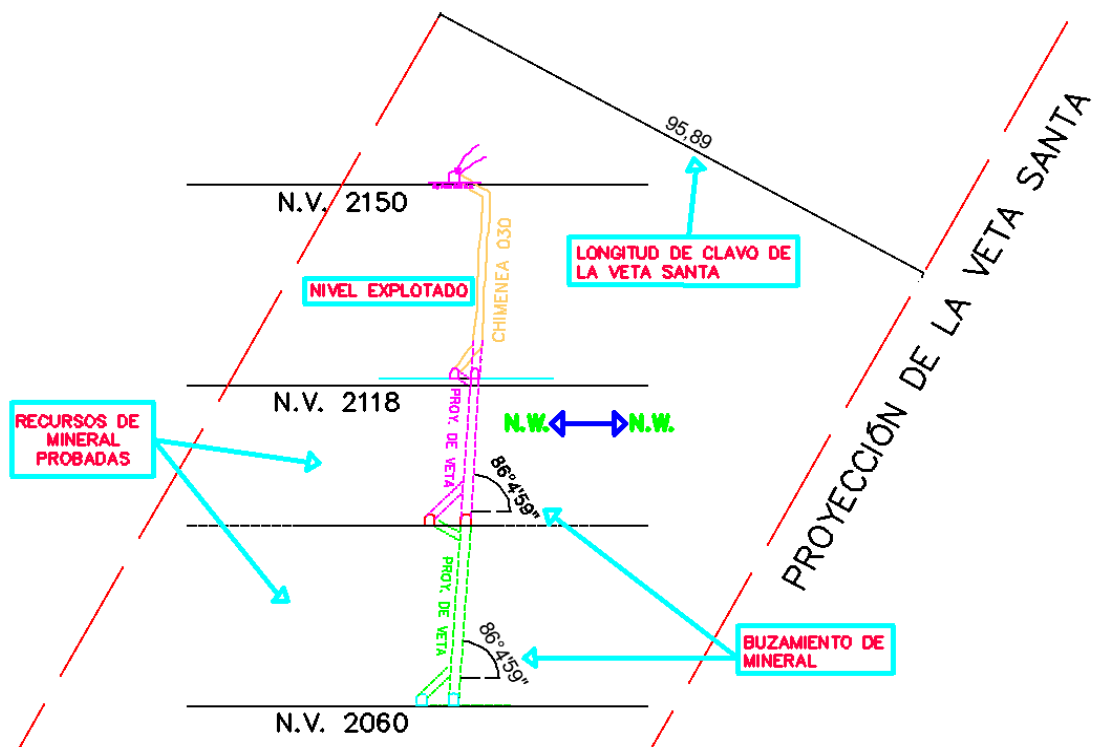 95,89
N.V. 2150
LONGITUD DE CLAVO DE
LA VETA SANTA
NIVEL EXPLOTADO
CHIMENEA 030
PROYECCIÓN DE LA VETA SANTA
N.V. 2118
RECURSOS DE
MINERAL
PROBADAS
PROY. DE VETA
N.W.
N.W.
86°4'59"
PROY. DE VETA
86°4'59"
BUZAMIENTO DE
MINERAL
N.V. 2060